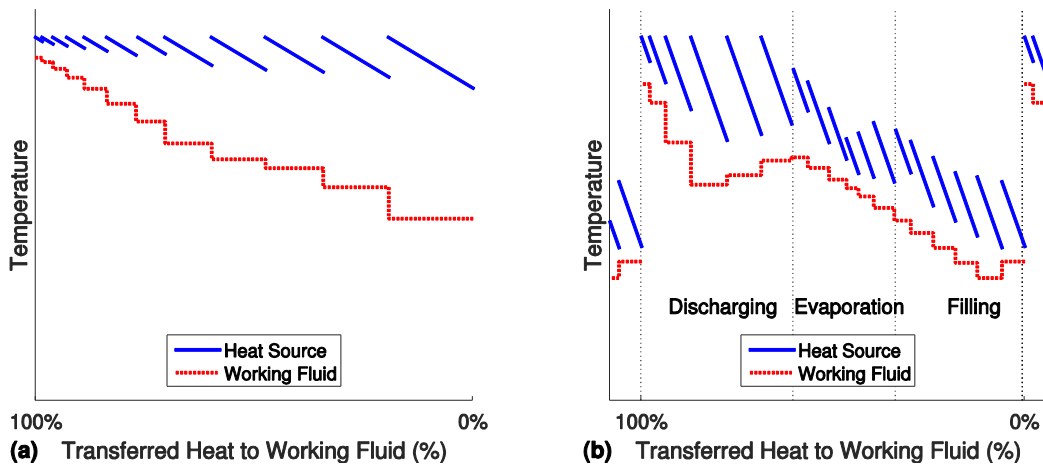 Temperature
Heat Source
Working Fluid
100%
0%
(a) Transferred Heat to Working Fluid (%)
Temperature
Discharging
Evaporation
Filling
Heat Source
Working Fluid
100%
0%
(b) Transferred Heat to Working Fluid (%)